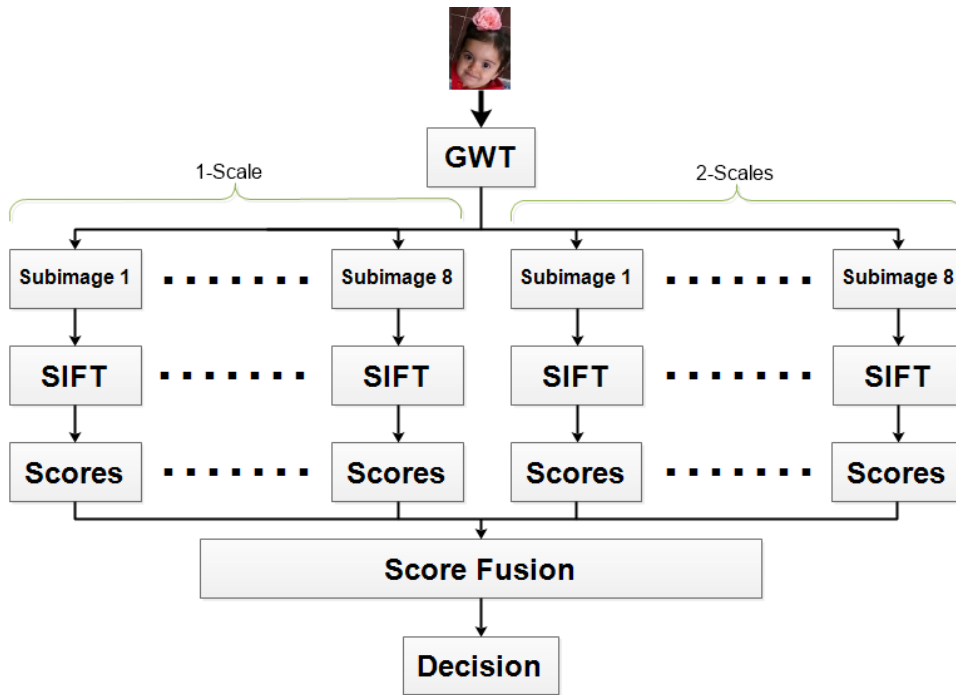 GWT
1-Scale
2-Scales
Subimage 1
Subimage 8
Subimage 1
Subimage 8
SIFT
SIFT
SIFT
SIFT
Scores
Scores
Scores
Scores
Score Fusion
Decision